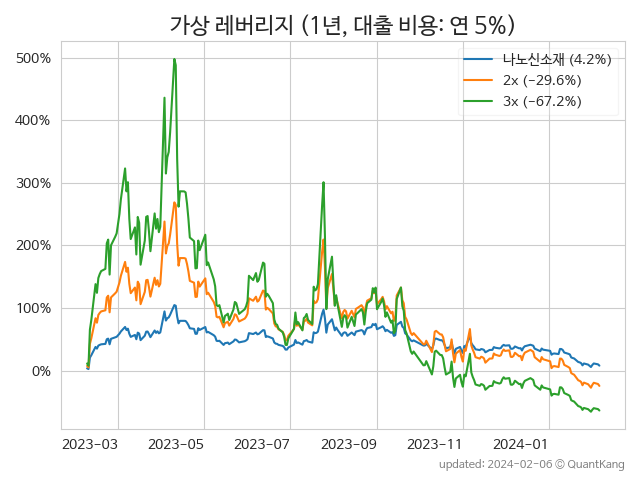 가상 레버리지 (1년, 대출 비용: 연 5%)
나노신소재 (4.2%)
2x (−29.6%)
3x (−67.2%)
500%
400%
300%
200%
100%
0%
2023-03 2023-05 2023-07 2023-09 2023-11 2024-01
updated: 2024-02-06 © QuantKang